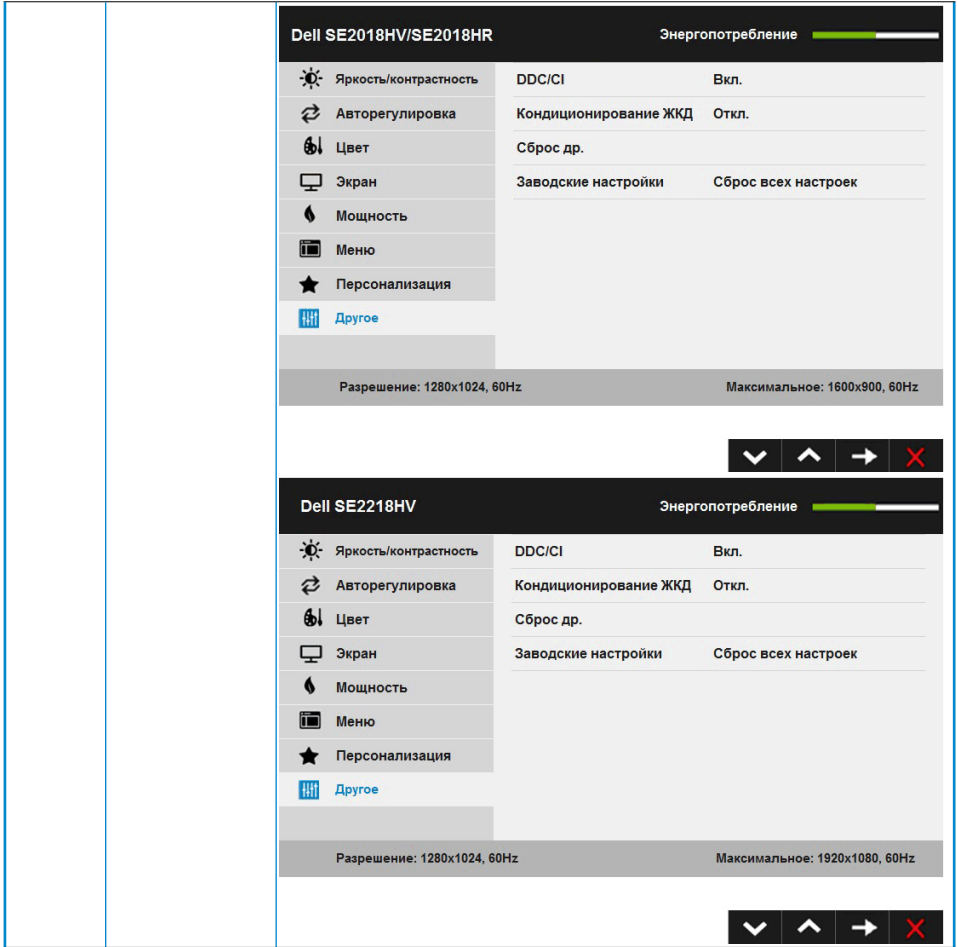 Dell SE2018HV/SE2018HR Энергопотребление
Яркость/контрастность DDC/CI Вкл.
Авторегулировка Кондиционирование ЖКД Откл.
Цвет Сброс др.
Экран Заводские настройки Сброс всех настроек
Мощность
Меню
Персонализация
Другое
Разрешение: 1280x1024, 60Hz Максимальное: 1600x900, 60Hz
Dell SE2218HV Энергопотребление
Яркость/контрастность DDC/CI Вкл.
Авторегулировка Кондиционирование ЖКД Откл.
Цвет Сброс др.
Экран Заводские настройки Сброс всех настроек
Мощность
Меню
Персонализация
Другое
Разрешение: 1280x1024, 60Hz Максимальное: 1920x1080, 60Hz